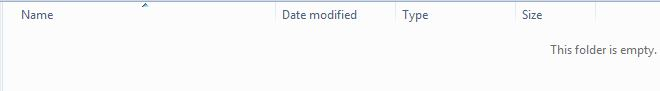 Name Date modified Type Size
This folder is empty.